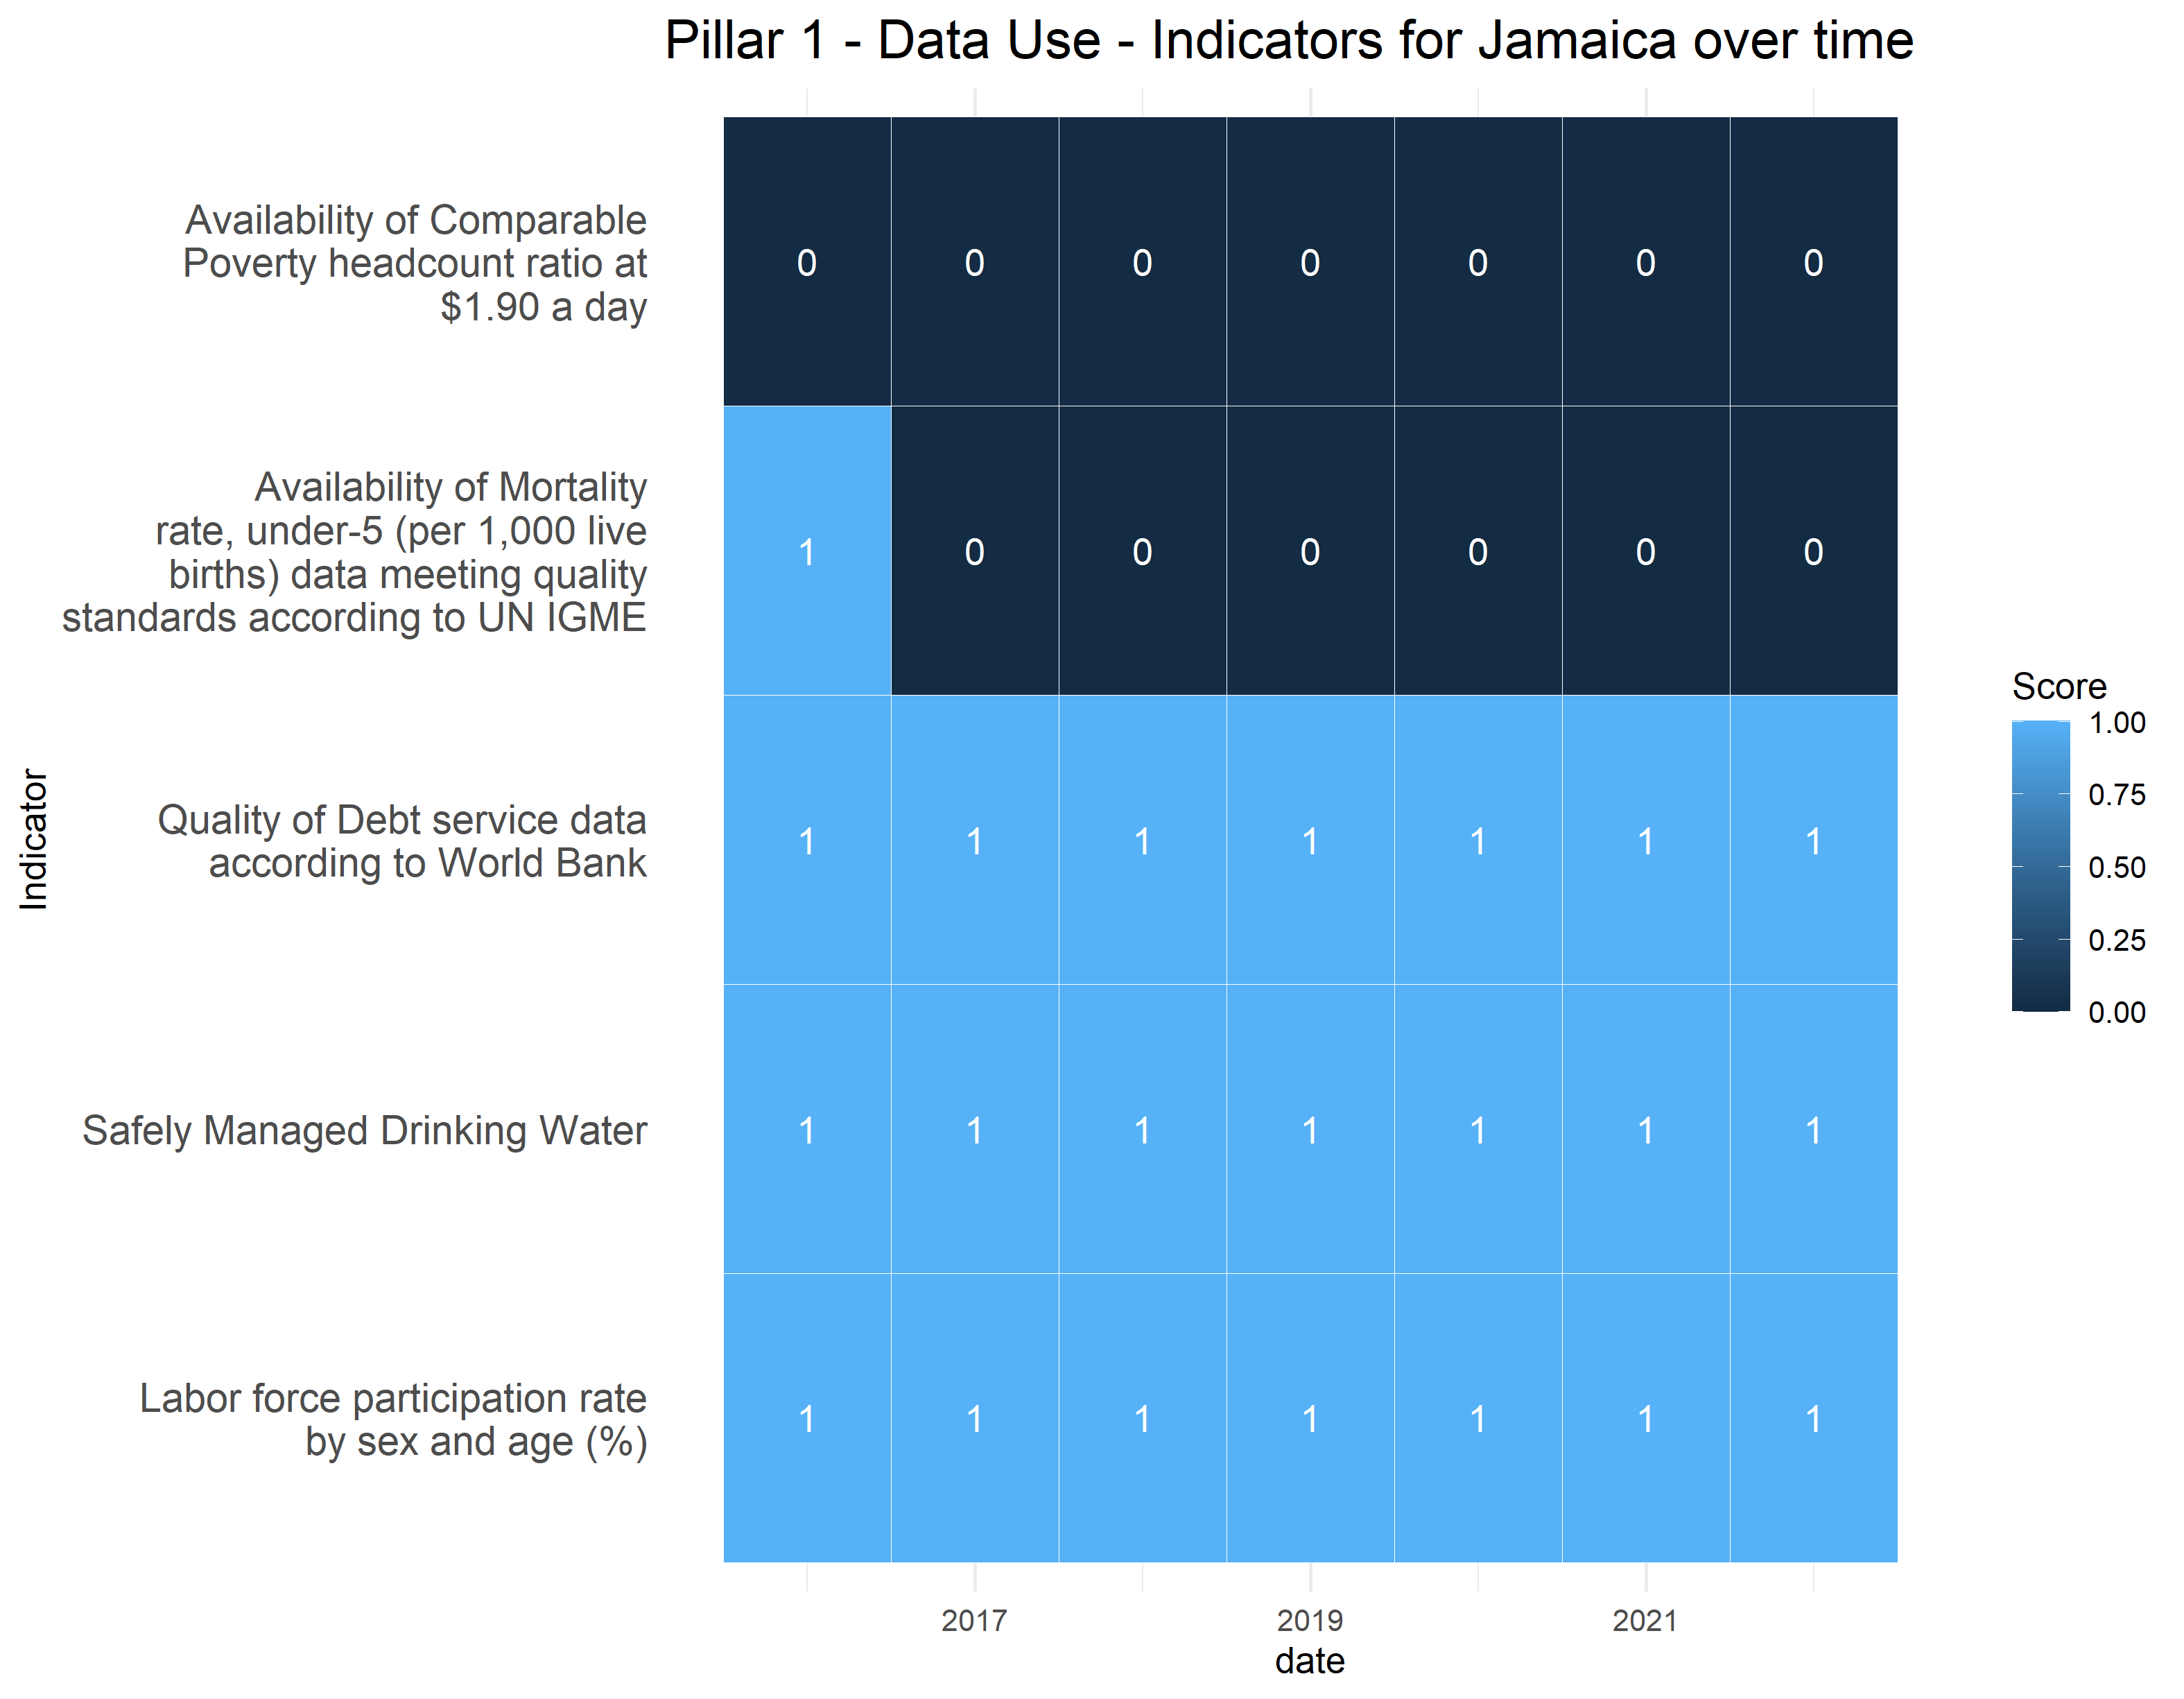 Pillar 1 - Data Use - Indicators for Jamaica over time
Availability of Comparable
Poverty headcount ratio at
$1.90 a day
0 0 0 0 0 0 0
Availability of Mortality
rate, under-5 (per 1,000 live
births) data meeting quality
standards according to UN IGME
1 0 0 0 0 0 0
Quality of Debt service data
according to World Bank
1 1 1 1 1 1 1
Safely Managed Drinking Water
1 1 1 1 1 1 1
Labor force participation rate
by sex and age (%)
1 1 1 1 1 1 1
Indicator
2017 2019 2021
date
Score
1.00
0.75
0.50
0.25
0.00